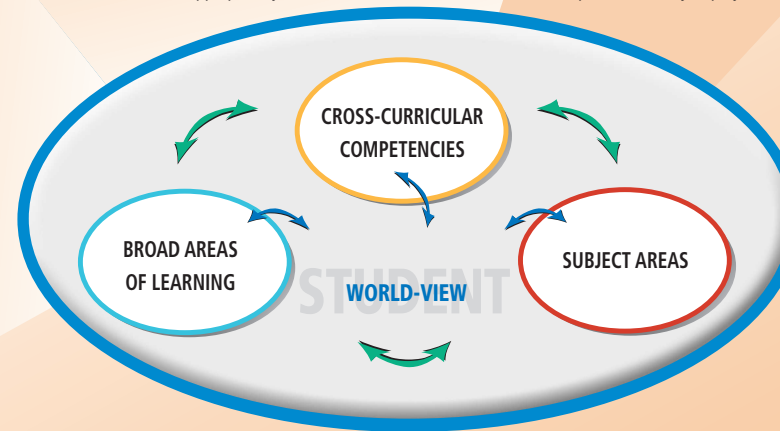 CROSS-CURRICULAR
COMPETENCIES
BROAD AREAS
OF LEARNING
SUBJECT AREAS
STUDENT
WORLD-VIEW